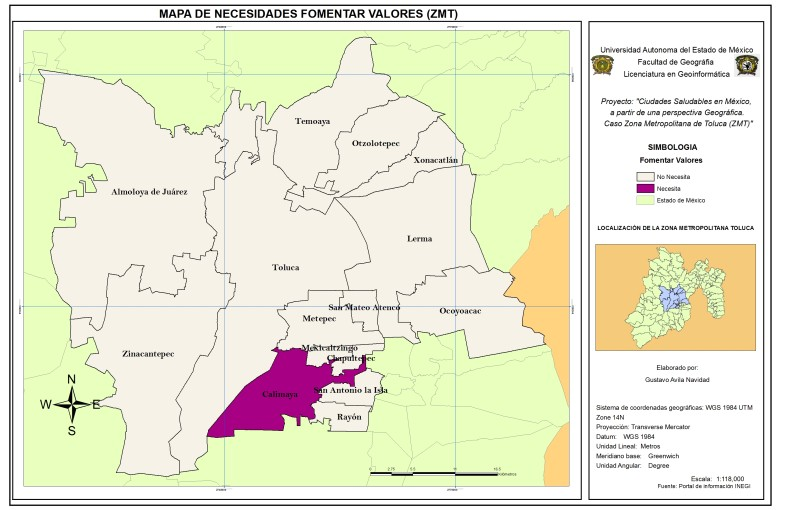 MAPA DE NECESIDADES FOMENTAR VALORES (ZMT)
Temoaya
Otzolotepec
Xonacatlán
Almoloya de Juárez
Lerma
Toluca
San Mateo Atenco
Metepec
Ocoyoacac
Mexicaltzingo
Chapultepec
Zinacantepec
San Antonio la Isla
Calimaya
Rayón
N
W E
S
Universidad Autonoma del Estado de México
Facultad de Geográfia
Licenciatura en Geoinformática
Proyecto: "Ciudades Saludables en México,
a partir de una perspectiva Geográfica.
Caso Zona Metropolitana de Toluca (ZMT)"
SIMBOLOGIA
Fomentar Valores
No Necesita
Necesita
Estado de México
LOCALIZACIÓN DE LA ZONA METROPOLITANA TOLUCA
Elaborado por:
Gustavo Avila Navidad
Sistema de coordenadas geográficas: WGS 1984 UTM
Zone 14N
Proyección: Transverse Mercator
Datum: WGS 1984
Unidad Lineal: Metros
Meridiano base: Greenwich
Unidad Angular: Degree
Escala: 1:118,000
Fuente: Portal de información INEGI